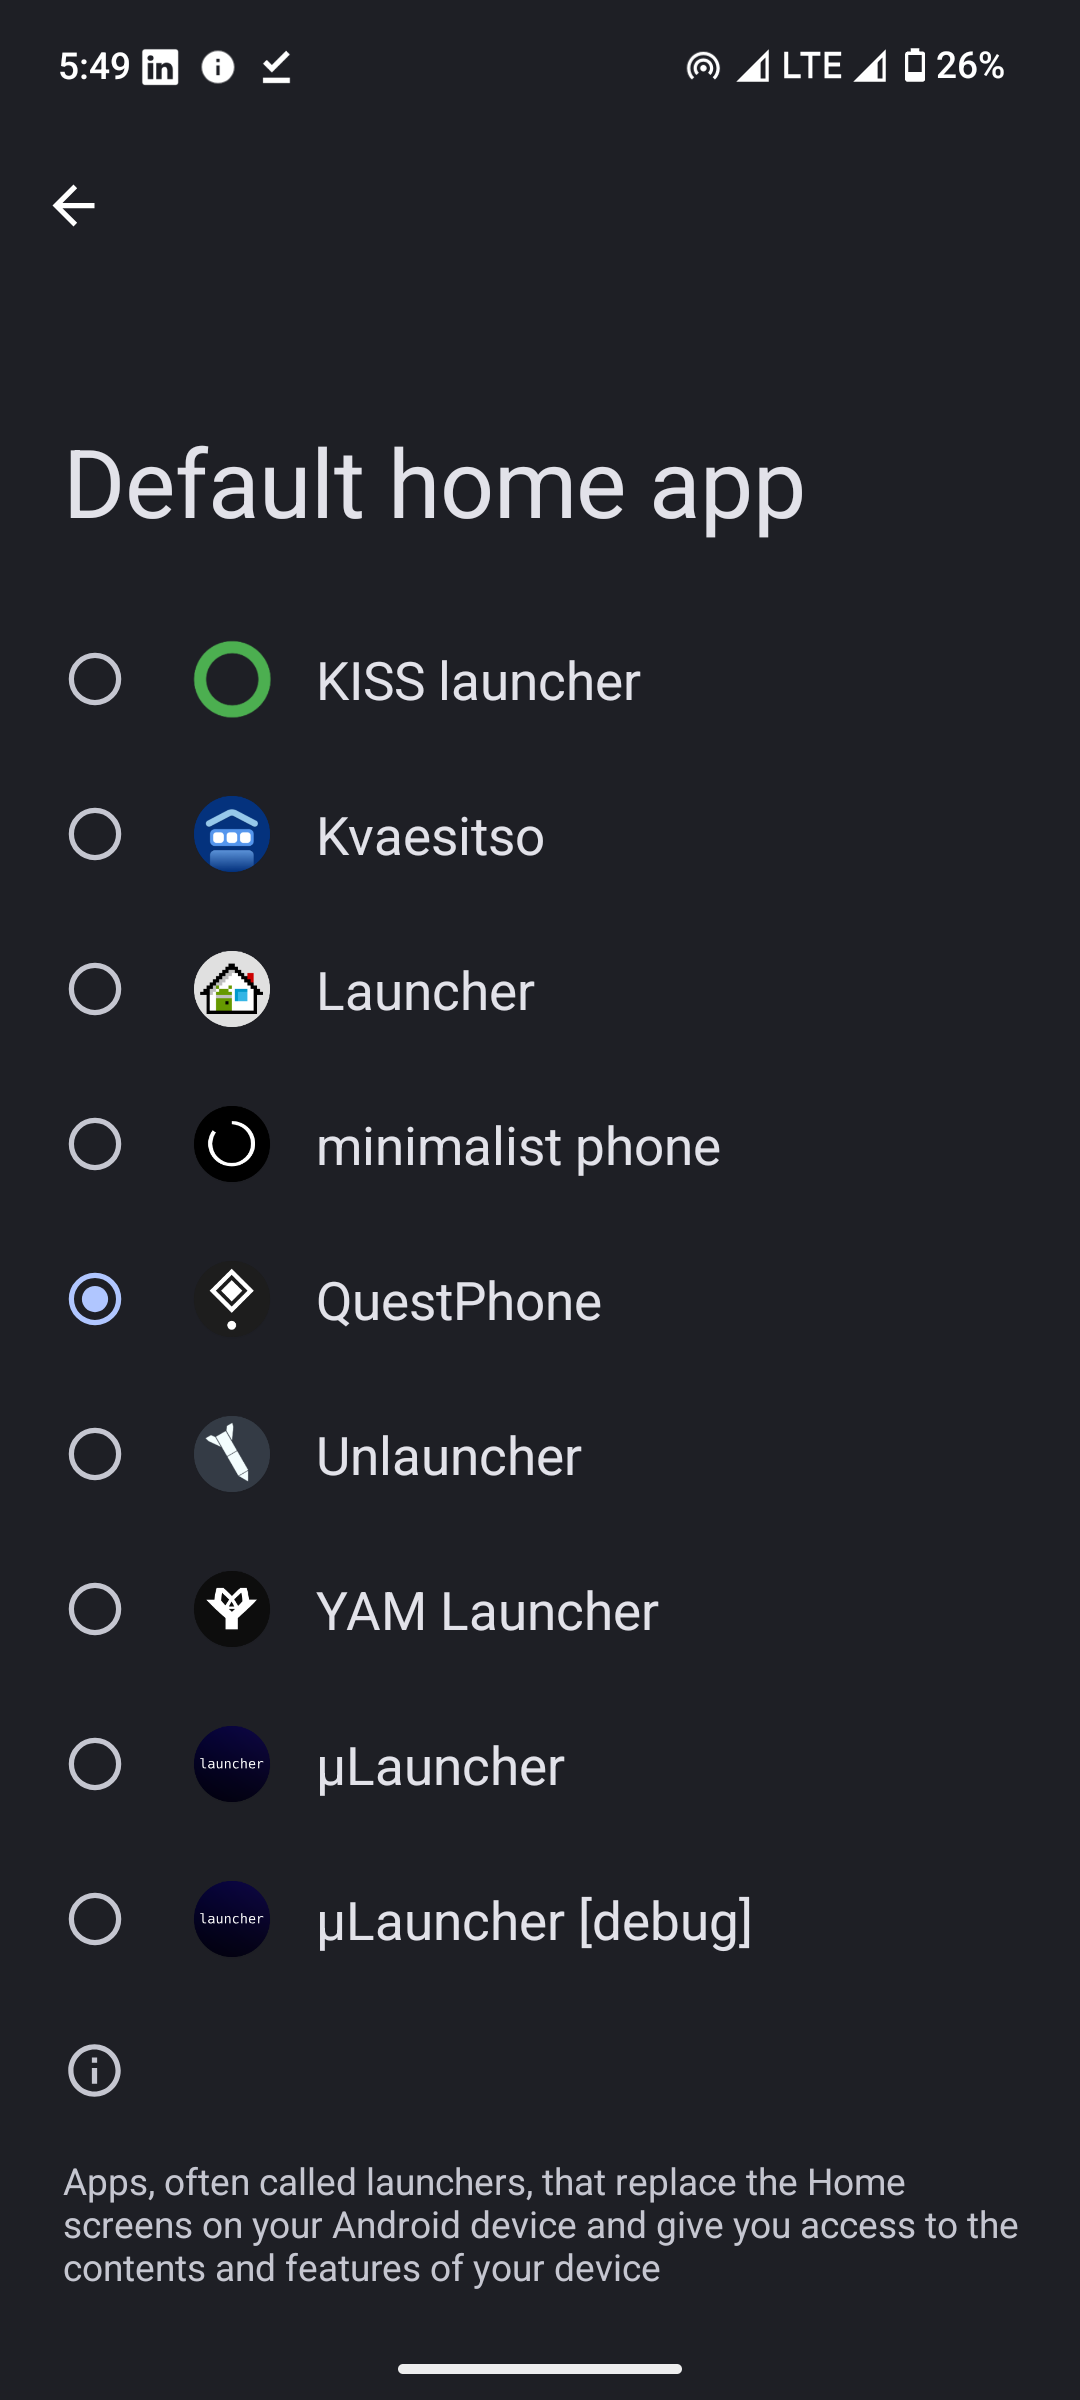 5:49 in LTE 26%
Default home app
KISS launcher
Kvaesitso
Launcher
minimalist phone
QuestPhone
Unlauncher
YAM Launcher
launcher µLauncher
launcher µLauncher [debug]
Apps, often called launchers, that replace the Home
screens on your Android device and give you access to the
contents and features of your device